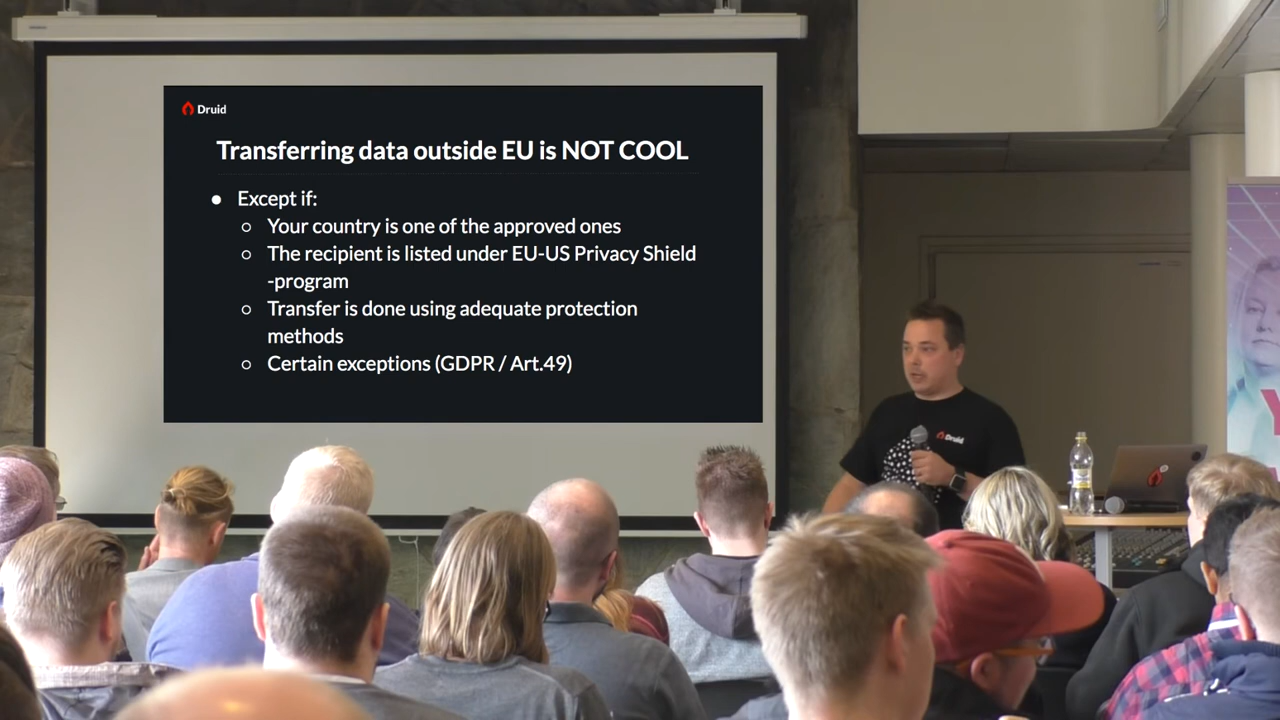 Druid
Transferring data outside EU is NOT COOL
● Except if:
○ Your country is one of the approved ones
○ The recipient is listed under EU-US Privacy Shield
-program
○ Transfer is done using adequate protection
methods
○ Certain exceptions (GDPR / Art.49)
Druid